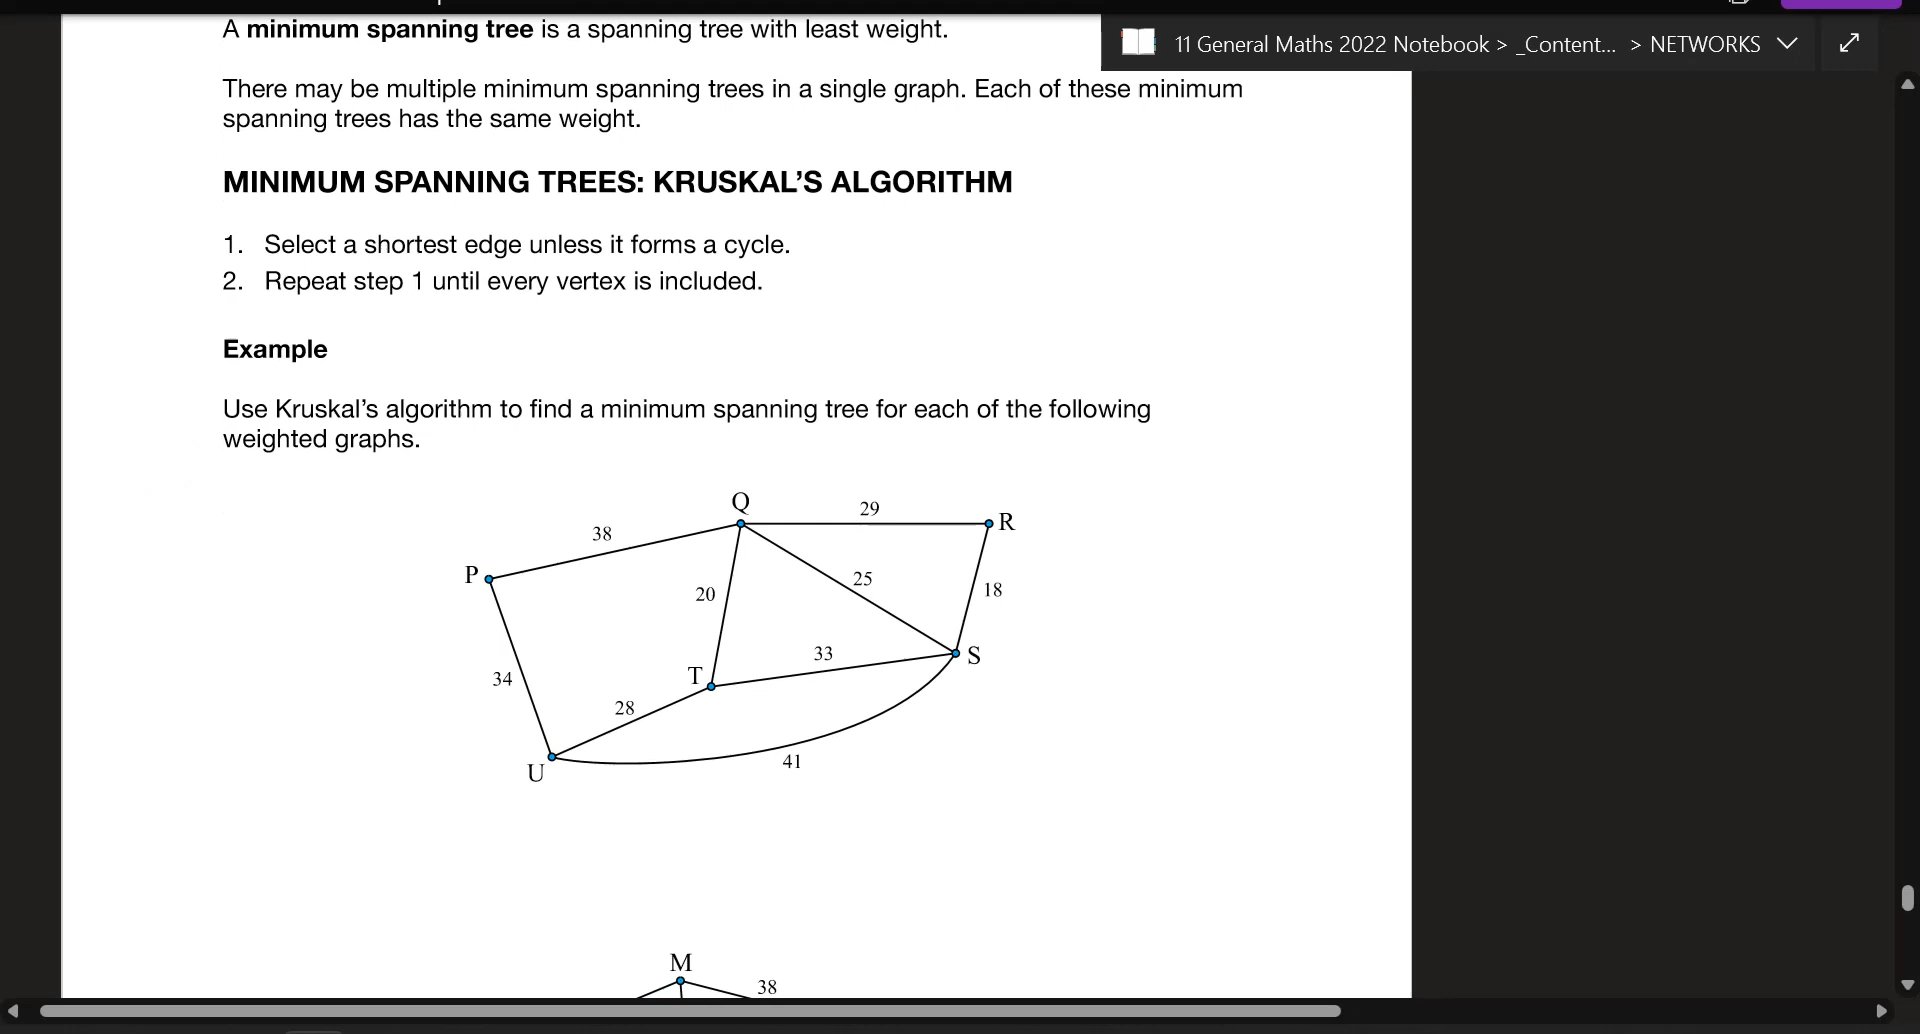 A minimum spanning tree is a spanning tree with least weight.
11 General Maths 2022 Notebook > _Content... > NETWORKS
There may be multiple minimum spanning trees in a single graph. Each of these minimum
spanning trees has the same weight.
MINIMUM SPANNING TREES: KRUSKAL’S ALGORITHM
1. Select a shortest edge unless it forms a cycle.
2. Repeat step 1 until every vertex is included.
Example
Use Kruskal’s algorithm to find a minimum spanning tree for each of the following
weighted graphs.
Q
29
R
38
P
25
20
18
33
S
T
34
28
41
U
M
38